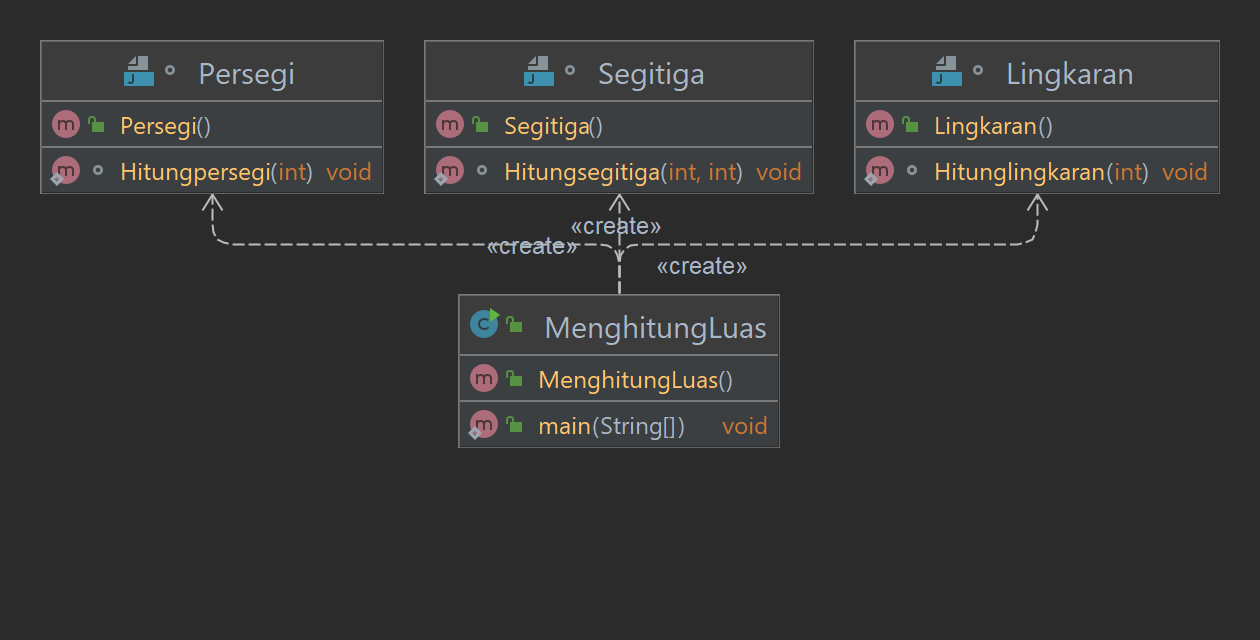 Persegi
Persegi()
Hitungpersegi(int) void
Segitiga
Segitiga()
Hitungsegitiga(int, int) void
Lingkaran
Lingkaran()
Hitunglingkaran(int) void
«create»
«create»
«create»
MenghitungLuas
MenghitungLuas()
main(String[]) void